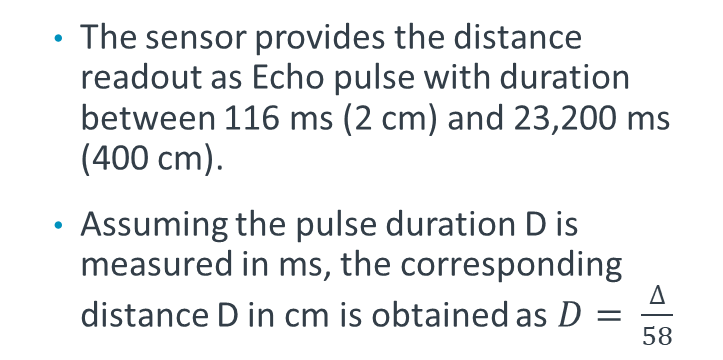 • The sensor provides the distance
readout as Echo pulse with duration
between 116 ms (2 cm) and 23,200 ms
(400 cm).
• Assuming the pulse duration D is
measured in ms, the corresponding
distance D in cm is obtained as D = Δ/58